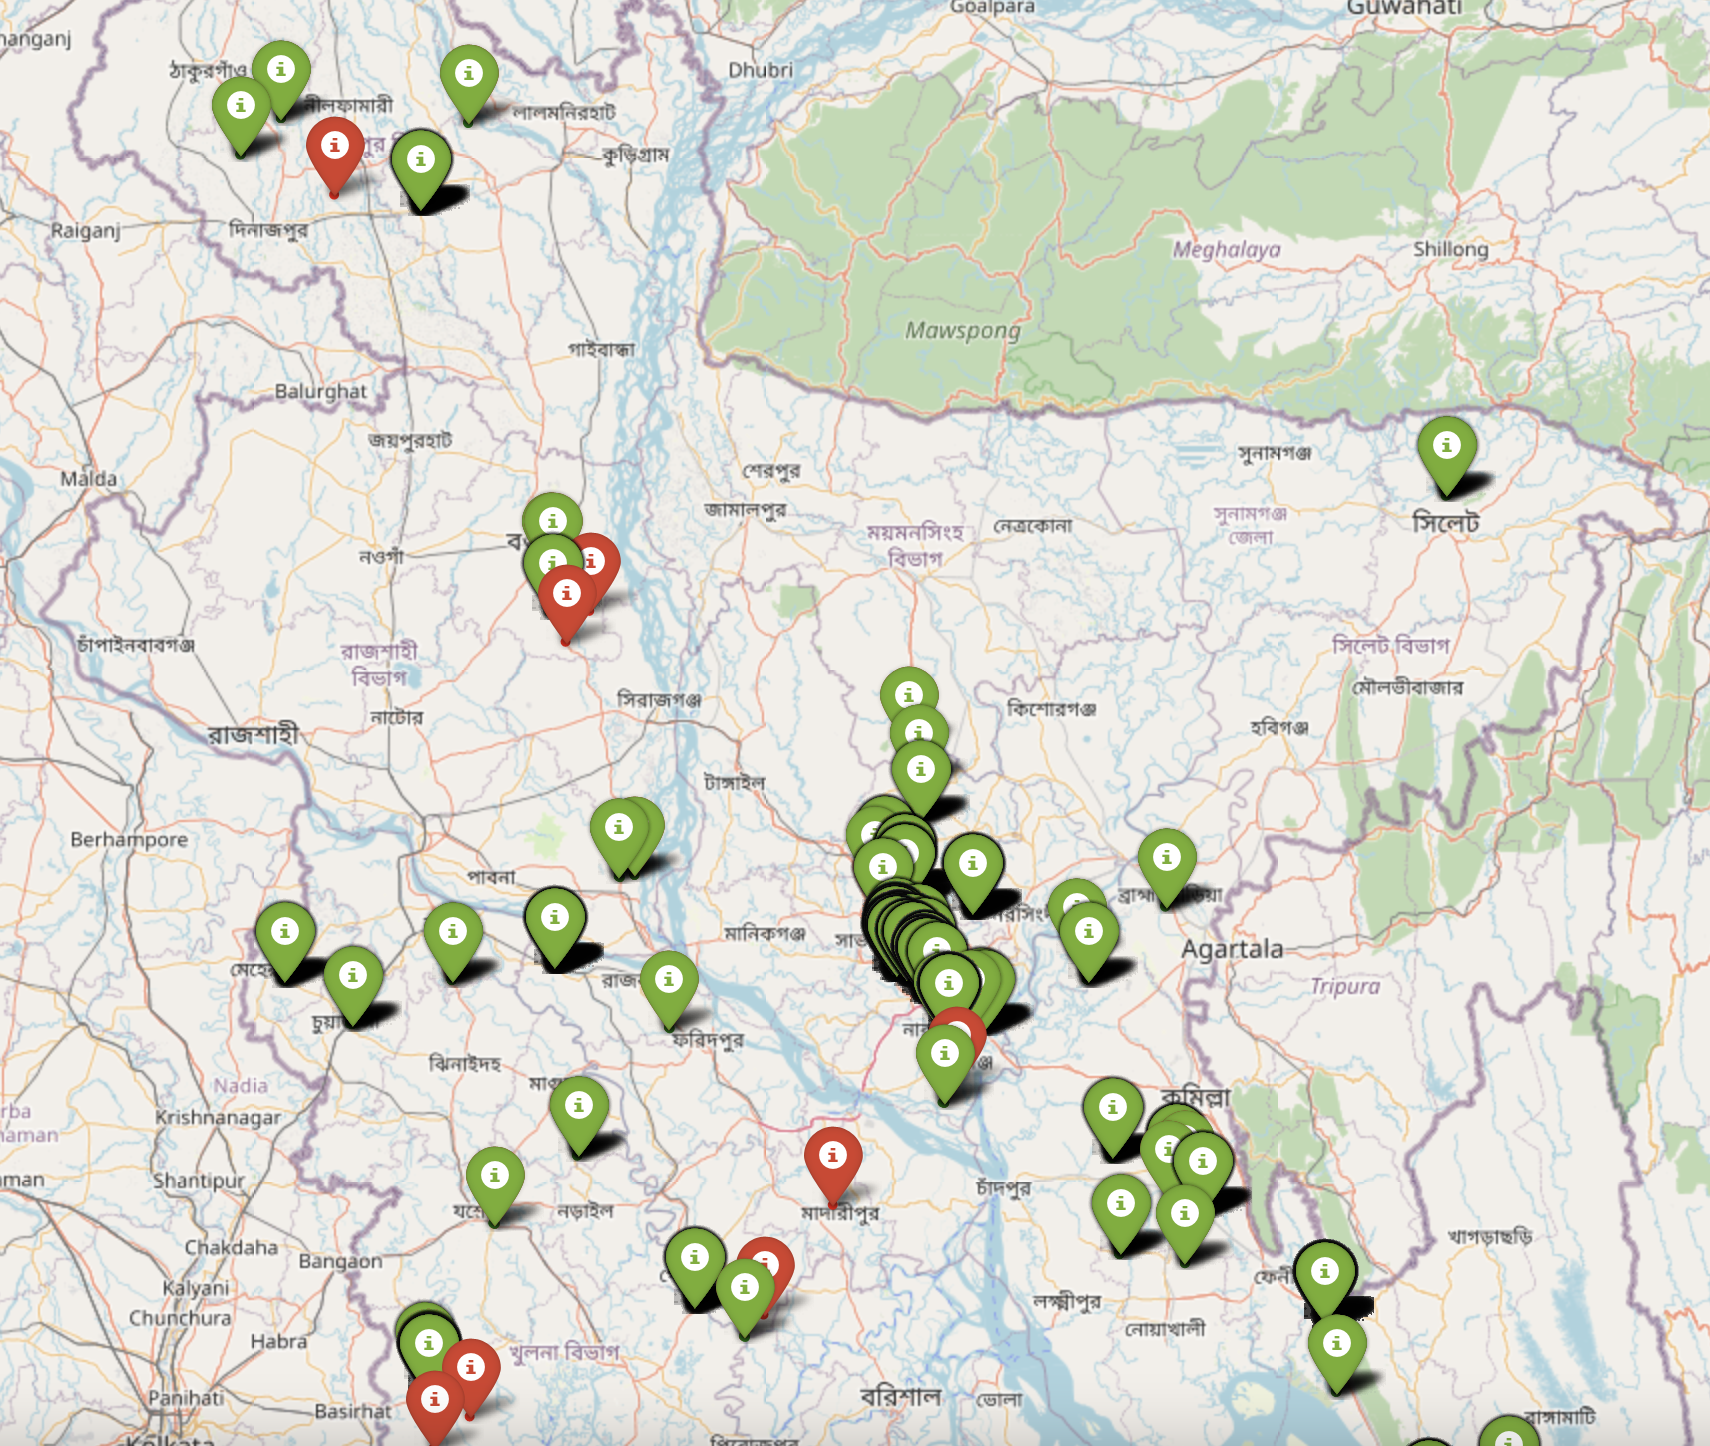 Goalpara
Guwahati
Dhubri
ঠাকুরগাঁও
নীলফামারী
লালমনিরহাট
কুড়িগ্রাম
Raiganj
দিনাজপুর
Meghalaya
Shillong
Mawspong
গাইবান্ধা
Balurghat
জয়পুরহাট
Malda
শেরপুর
জামালপুর
ময়মনসিংহ
বিভাগ
নেত্রকোনা
সুনামগঞ্জ
সুনামগঞ্জ
জেলা
সিলেট
নওগাঁ
চাঁপাইনবাবগঞ্জ
রাজশাহী
বিভাগ
সিলেট বিভাগ
মৌলভীবাজার
সিরাজগঞ্জ
কিশোরগঞ্জ
নাটোর
রাজশাহী
হবিগঞ্জ
টাঙ্গাইল
Berhampore
পাবনা
মানিকগঞ্জ
Agartala
Tripura
ফরিদপুর
ঝিনাইদহ
Nadia
Krishnanagar
কুমিল্লা
Shantipur
চাঁদপুর
নড়াইল
মাদারীপুর
খাগড়াছড়ি
Chakdaha
Bangaon
Kalyani
লক্ষ্মীপুর
Chunchura
নোয়াখালী
Habra
খুলনা বিভাগ
Panihati
Basirhat
বরিশাল
ভোলা
রাঙ্গামাটি
Kolkata
পিরোজপুর